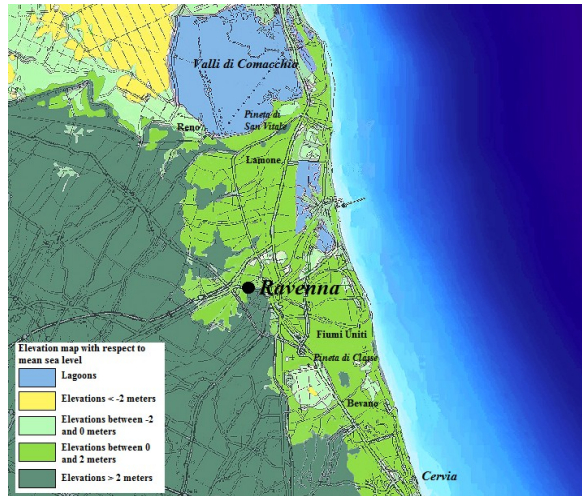 Valli di Comacchio
Pineta di
San Vitale
Reno
Lamone
Ravenna
Fiumi Uniti
Pineta di Classe
Bevano
Cervia
Elevation map with respect to
mean sea level
Lagoons
Elevations < -2 meters
Elevations between -2
and 0 meters
Elevations between 0
and 2 meters
Elevations > 2 meters